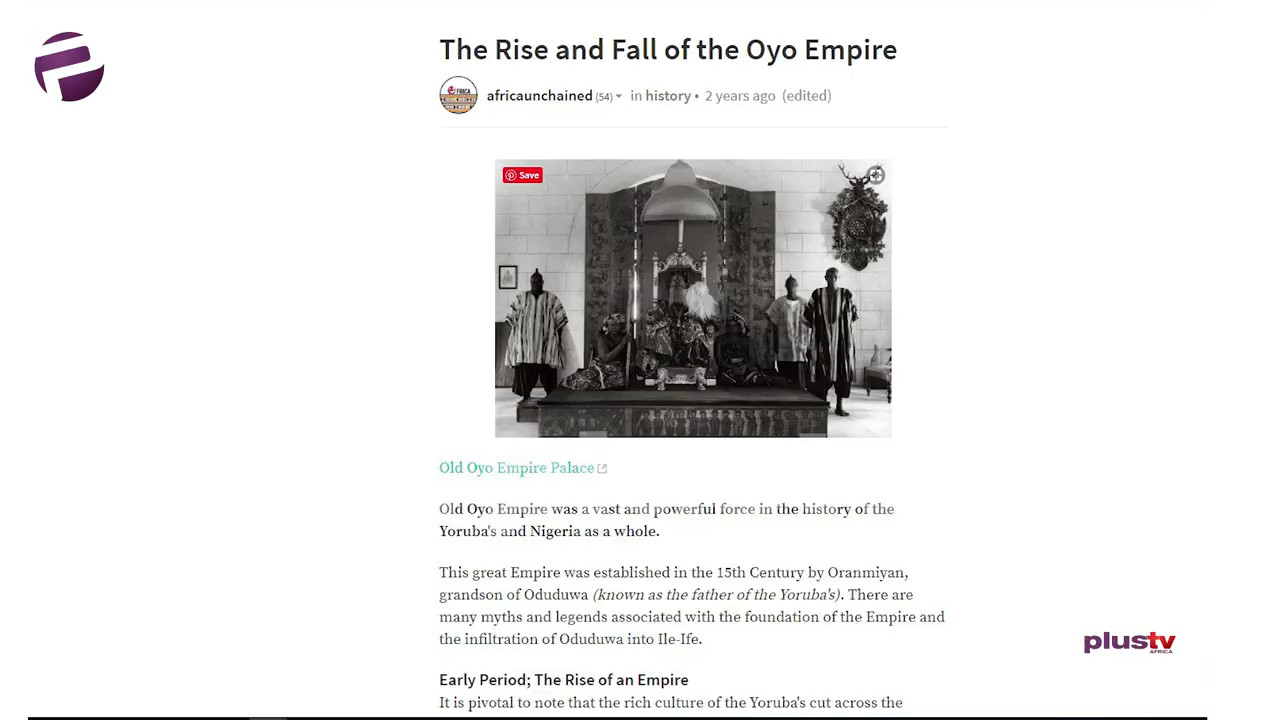 The Rise and Fall of the Oyo Empire
africaunchained (54) in history • 2 years ago (edited)
Save
Old Oyo Empire Palace
Old Oyo Empire was a vast and powerful force in the history of the
Yoruba's and Nigeria as a whole.
This great Empire was established in the 15th Century by Oranmiyan,
grandson of Oduduwa (known as the father of the Yoruba's). There are
many myths and legends associated with the foundation of the Empire and
the infiltration of Oduduwa into Ile-Ife.
plustv
AFRICA
Early Period; The Rise of an Empire
It is pivotal to note that the rich culture of the Yoruba's cut across the